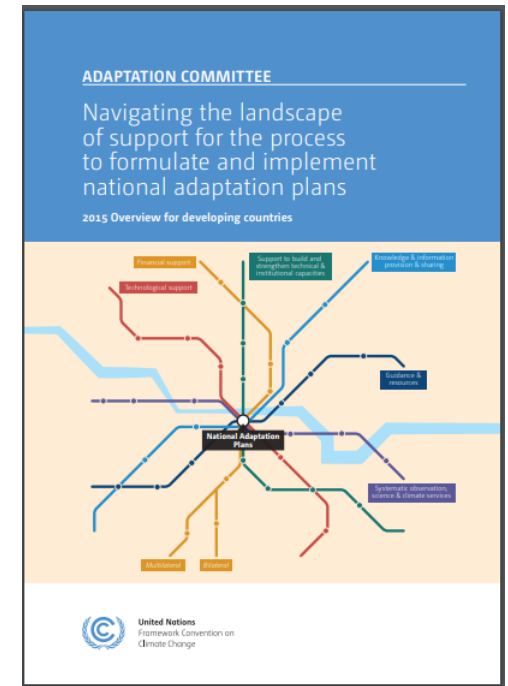 ADAPTATION COMMITTEE
Navigating the landscape
of support for the process
to formulate and implement
national adaptation plans
2015 Overview for developing countries
Financial support
Support to build and
strengthen technical &
institutional capacities
Knowledge & information
provision & sharing
Technological support
Guidance &
resources
National Adaptation
Plans
Systematic observation,
science & climate services
Multilateral
Bilateral
United Nations
Framework Convention on
Climate Change